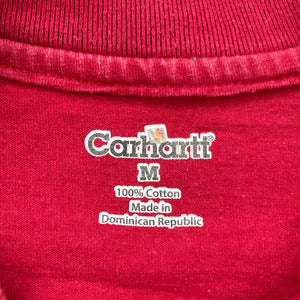 Carhartt®
M
100% Cotton
Made in
Dominican Republic